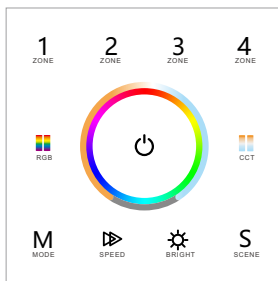 1 2 3 4
ZONE ZONE ZONE ZONE
RGB CCT
M S
MODE SPEED BRIGHT SCENE